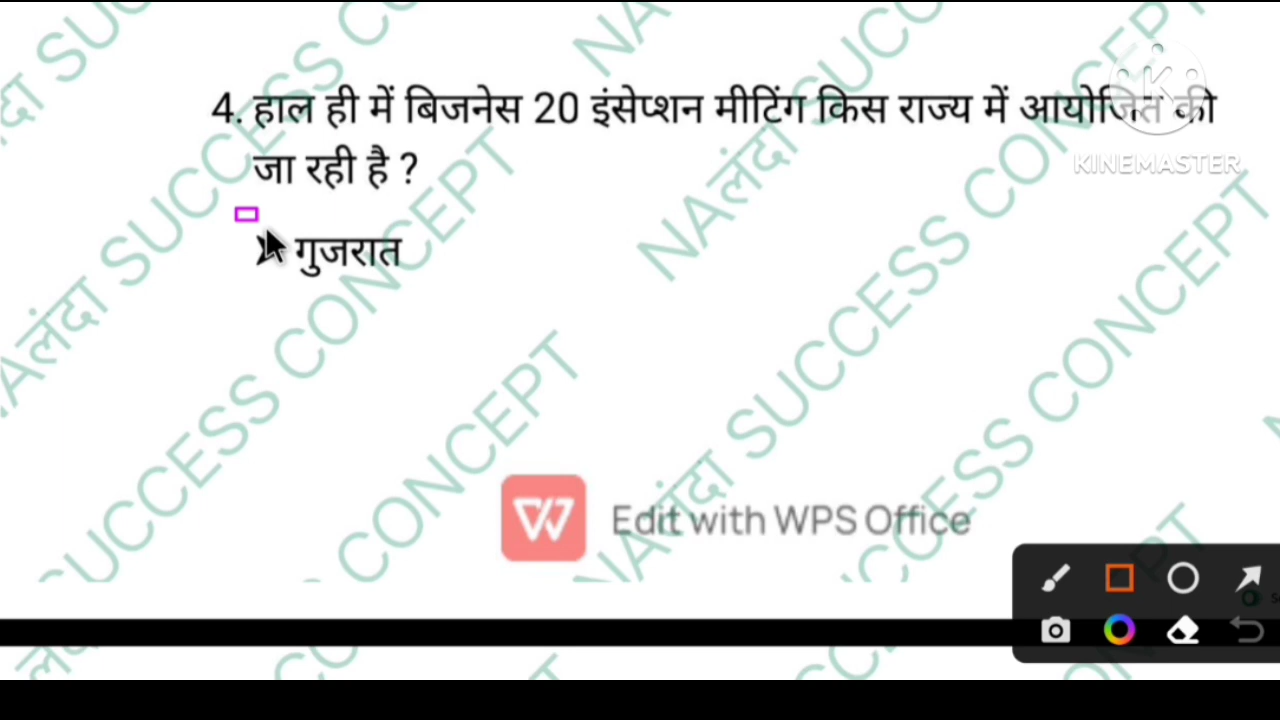 4. हाल ही में बिजनेस 20 इंसेप्शन मीटिंग किस राज्य में आयोजित की
जा रही है ?
KINEMASTER
➤ गुजरात
NAलंदा SUCCESS CONCEPT
Edit with WPS Office